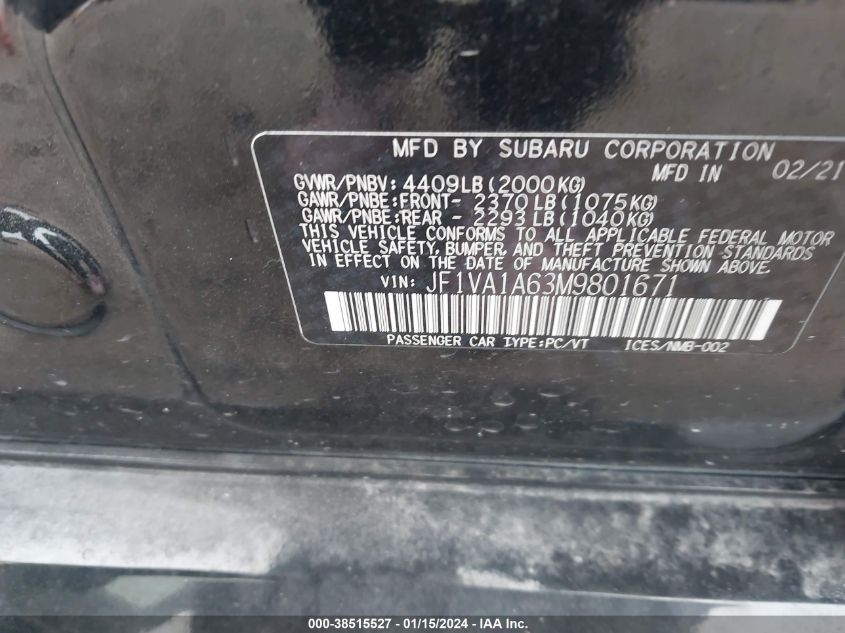 MFD BY SUBARU CORPORATION
MFD IN 02/21
GVWR/PNBV: 4409LB(2000KG)
GAWR/PNBE:FRONT- 2370LB(1075KG)
GAWR/PNBE:REAR - 2293LB(1040KG)
THIS VEHICLE CONFORMS TO ALL APPLICABLE FEDERAL MOTOR
VEHICLE SAFETY, BUMPER, AND THEFT PREVENTION STANDARDS
IN EFFECT ON THE DATE OF MANUFACTURE SHOWN ABOVE.
VIN: JF1VA1A63M9801671
PASSENGER CAR TYPE:PC/VT ICES/NMB-002
000-38515527 - 01/15/2024 - IAA Inc.